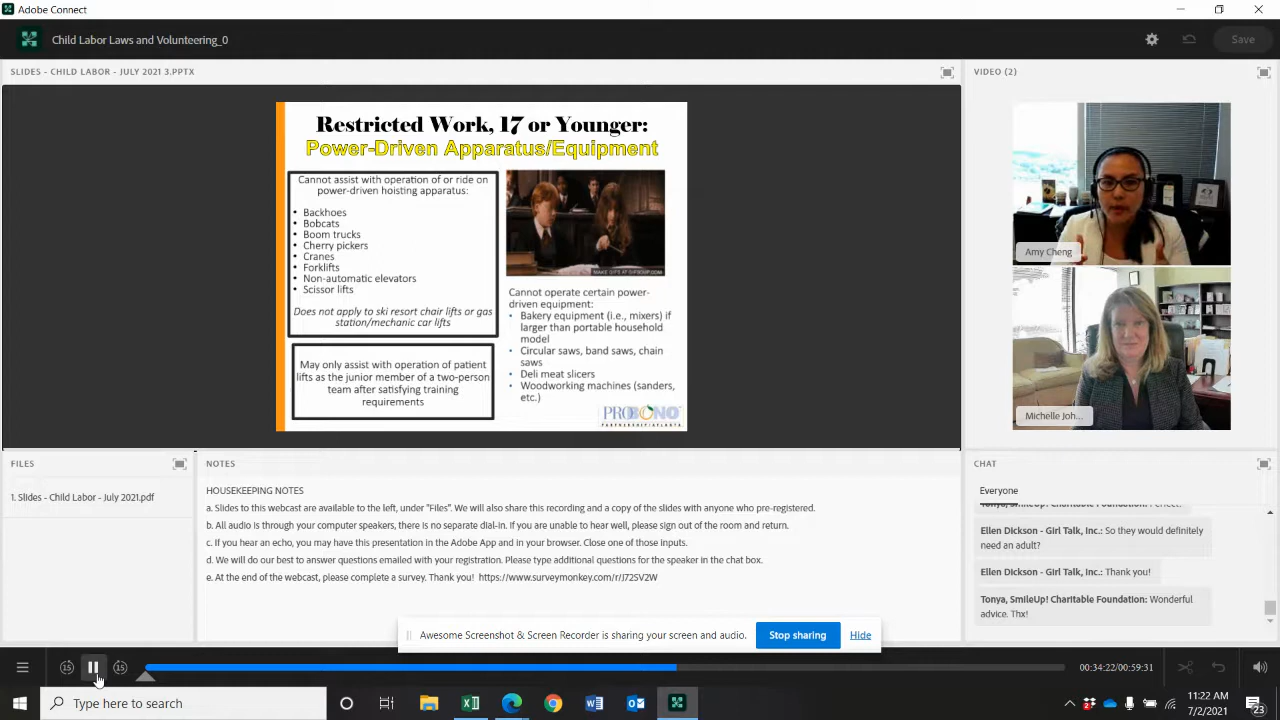 Adobe Connect
Child Labor Laws and Volunteering_0
Save
SLIDES - CHILD LABOR - JULY 2021 3.PPTX
VIDEO (2)
Restricted Work, 17 or Younger:
Power-Driven Apparatus/Equipment
Cannot assist with operation of or ride on
power-driven hoisting apparatus:
• Backhoes
• Bobcats
• Boom trucks
• Cherry pickers
• Cranes
• Forklifts
• Non-automatic elevators
• Scissor lifts
Does not apply to ski resort chair lifts or gas
station/mechanic car lifts
May only assist with operation of patient
lifts as the junior member of a two-person
team after satisfying training
requirements
MAKE GIFS AT GIFSOUP.COM
Cannot operate certain power-
driven equipment:
• Bakery equipment (i.e., mixers) if
larger than portable household
model
• Circular saws, band saws, chain
saws
• Deli meat slicers
• Woodworking machines (sanders,
etc.)
PRO BONO
PARTNERSHIP/ATLANTA
Amy Cheng
Michelle Joh...
FILES
1. Slides - Child Labor - July 2021.pdf
NOTES
HOUSEKEEPING NOTES
a. Slides to this webcast are available to the left, under "Files". We will also share this recording and a copy of the slides with anyone who pre-registered.
b. All audio is through your computer speakers, there is no separate dial-in. If you are unable to hear well, please sign out of the room and return.
c. If you hear an echo, you may have this presentation in the Adobe App and in your browser. Close one of those inputs.
d. We will do our best to answer questions emailed with your registration. Please type additional questions for the speaker in the chat box.
e. At the end of the webcast, please complete a survey. Thank you! https://www.surveymonkey.com/r/J72SV2W
CHAT
Everyone
Tonya, SmileUp! Charitable Foundation: Perfect!
Ellen Dickson - Girl Talk, Inc.: So they would definitely
need an adult?
Ellen Dickson - Girl Talk, Inc.: Thank you!
Tonya, SmileUp! Charitable Foundation: Wonderful
advice. Thx!
Awesome Screenshot & Screen Recorder is sharing your screen and audio.
Stop sharing
Hide
15
15
00:34:22/00:59:31
Type here to search
11:22 AM
7/2/2021
23